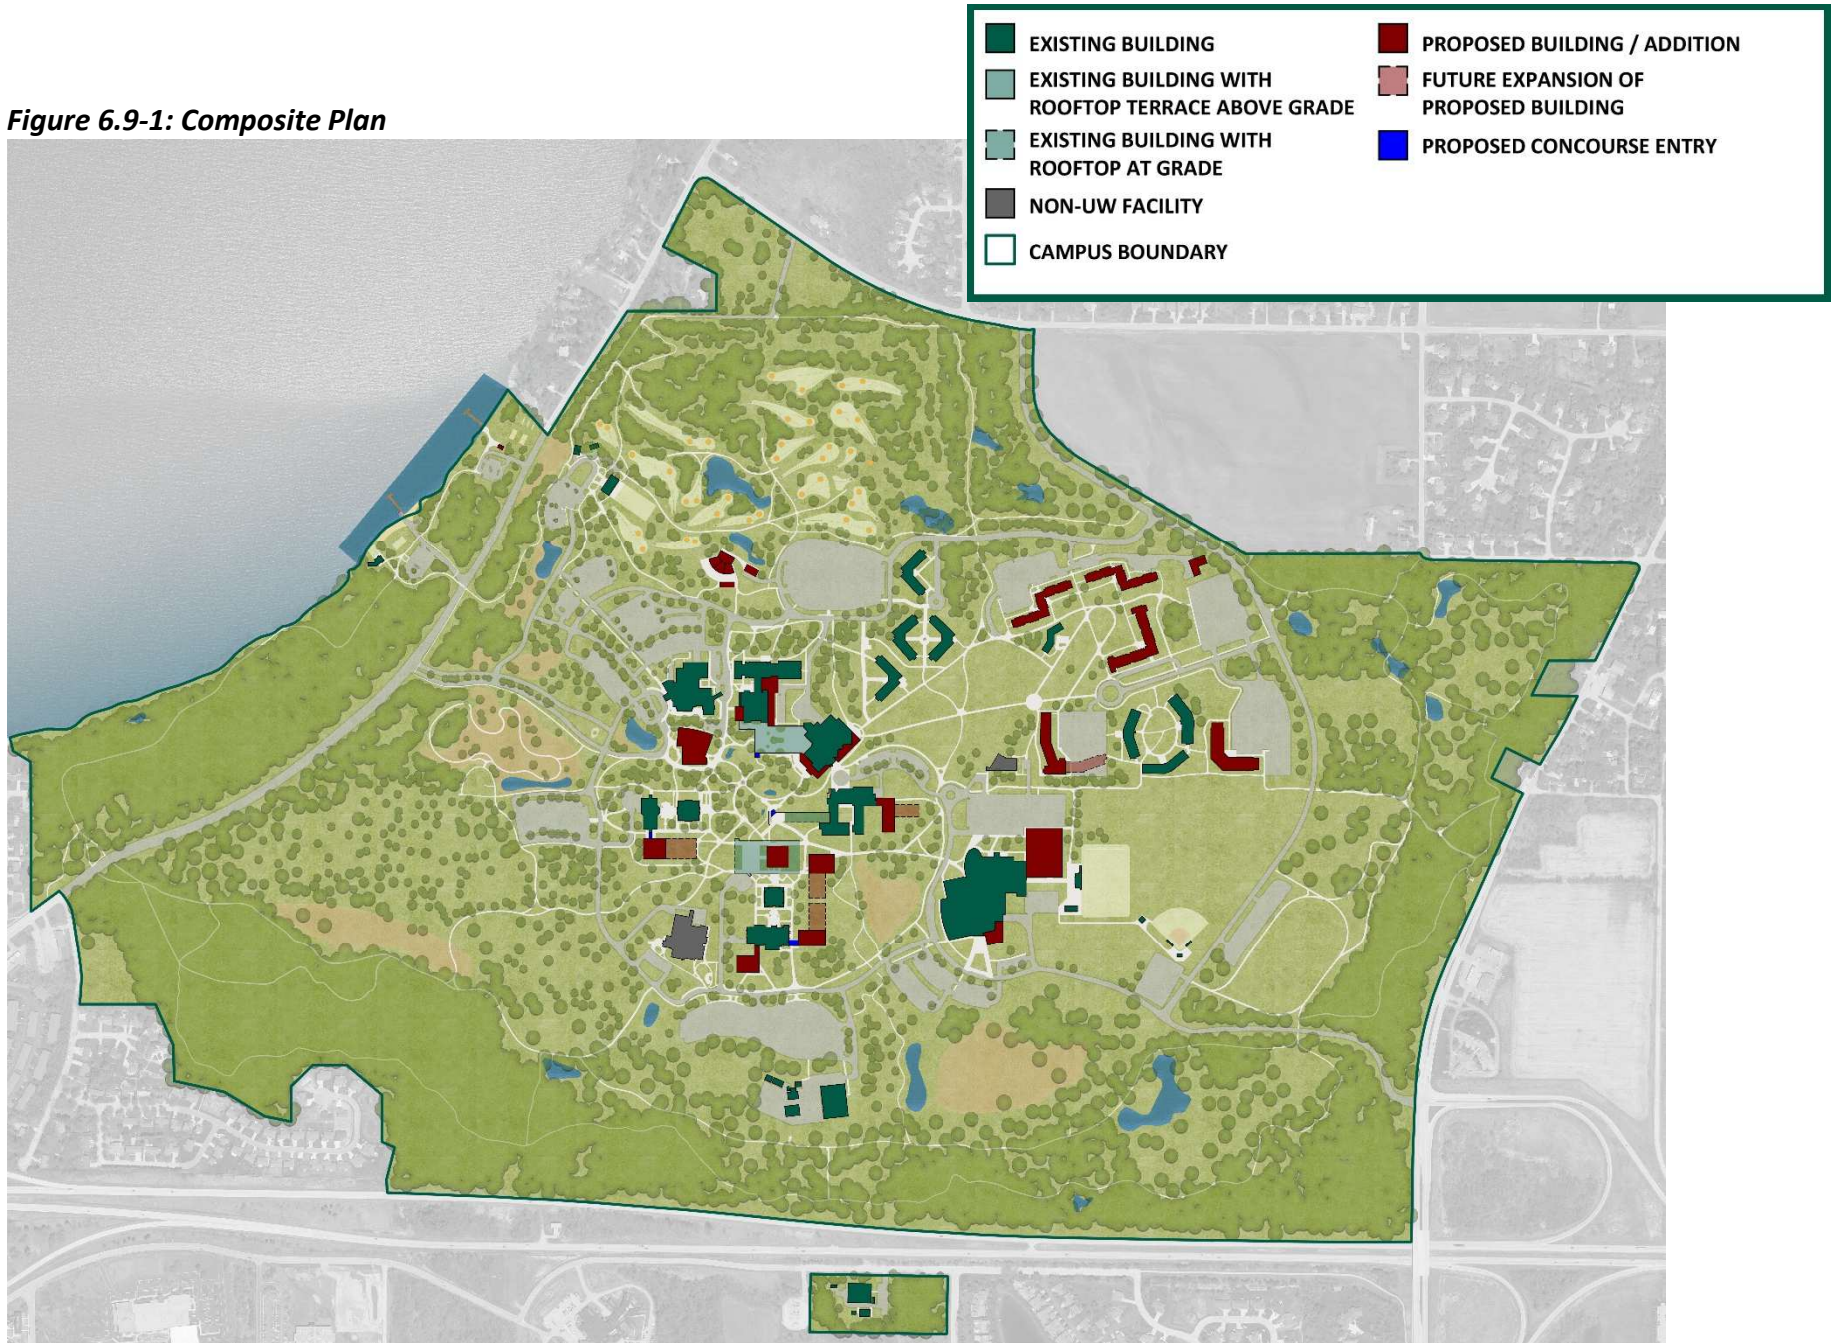 Figure 6.9-1: Composite Plan
EXISTING BUILDING
EXISTING BUILDING WITH
ROOFTOP TERRACE ABOVE GRADE
EXISTING BUILDING WITH
ROOFTOP AT GRADE
NON-UW FACILITY
CAMPUS BOUNDARY
PROPOSED BUILDING / ADDITION
FUTURE EXPANSION OF
PROPOSED BUILDING
PROPOSED CONCOURSE ENTRY